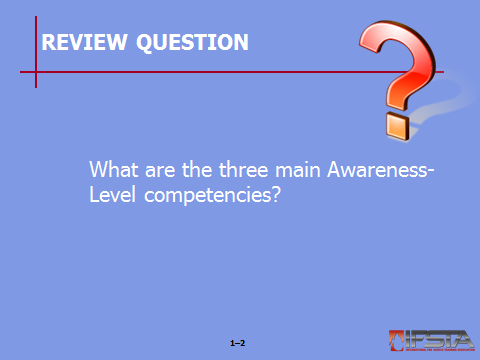 REVIEW QUESTION
What are the three main Awareness-
Level competencies?
IFSTA
1–2